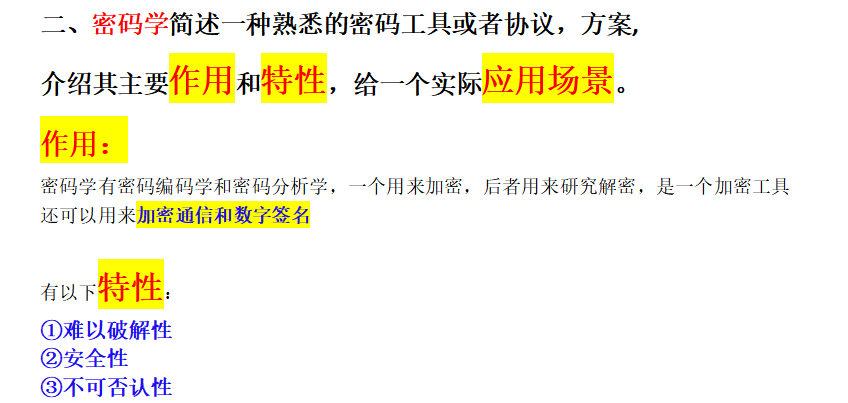 二、密码学简述一种熟悉的密码工具或者协议，方案,
介绍其主要作用和特性，给一个实际应用场景。
作用：
密码学有密码编码学和密码分析学，一个用来加密，后者用来研究解密，是一个加密工具
还可以用来加密通信和数字签名
有以下特性：
①难以破解性
②安全性
③不可否认性